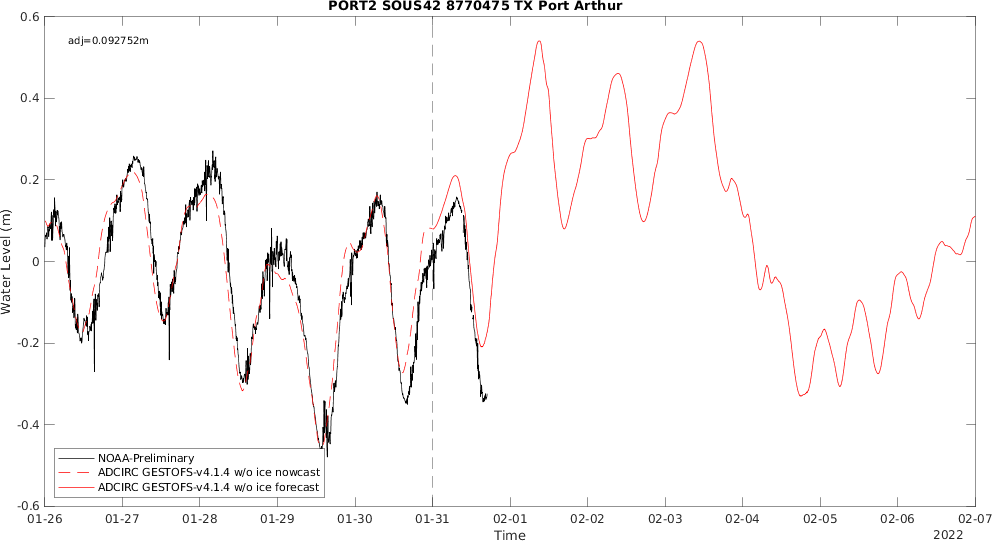 PORT2 SOUS42 8770475 TX Port Arthur
adj=0.092752m
0.6
0.4
0.2
0
-0.2
-0.4
-0.6
Water Level (m)
NOAA-Preliminary
ADCIRC GESTOFS-v4.1.4 w/o ice nowcast
ADCIRC GESTOFS-v4.1.4 w/o ice forecast
01-26 01-27 01-28 01-29 01-30 01-31 02-01 02-02 02-03 02-04 02-05 02-06 02-07
Time
2022